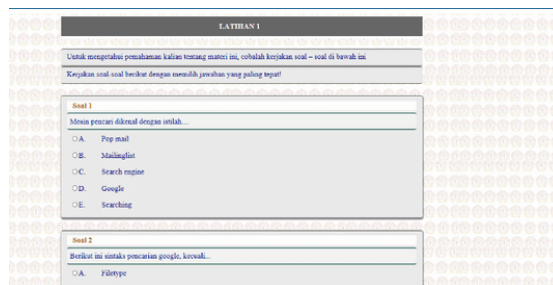 LATIHAN 1
Untuk mengetahui pemahaman kalian tentang materi ini, cobalah kerjakan soal – soal di bawah ini
Kerjakan soal-soal berikut dengan memilih jawaban yang paling tepat!
Soal 1
Mesin pencari dikenal dengan istilah....
A. Pop mail
B. Mailinglist
C. Search engine
D. Google
E. Searching
Soal 2
Berikut ini sintaks pencarian google, kecuali...
A. Filetype